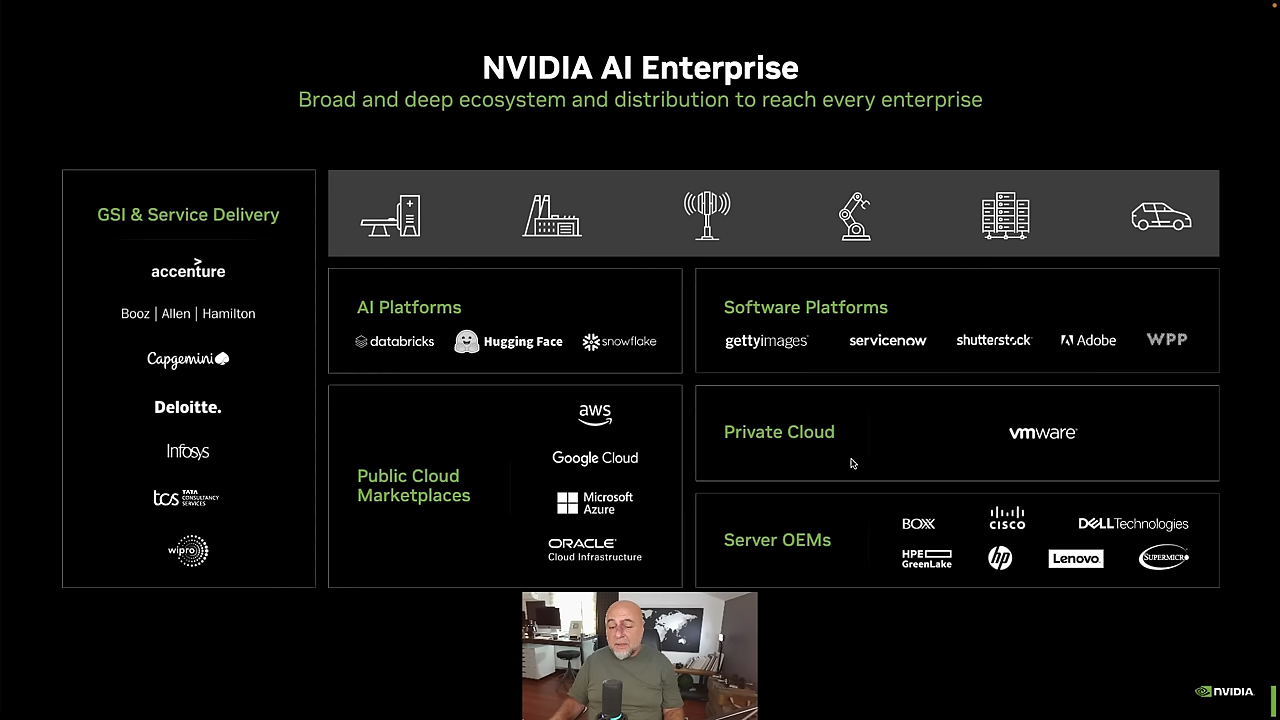 NVIDIA AI Enterprise
Broad and deep ecosystem and distribution to reach every enterprise
GSI & Service Delivery
accenture
Booz | Allen | Hamilton
Capgemini
Deloitte.
Infosys
tcs TATA
CONSULTANCY
SERVICES
wipro
AI Platforms
databricks
Hugging Face
snowflake
Software Platforms
gettyimages
servicenow
shutterstock
Adobe
WPP
Public Cloud
Marketplaces
aws
Google Cloud
Microsoft
Azure
ORACLE
Cloud Infrastructure
Private Cloud
vmware
Server OEMs
BOXX
CISCO
DELL Technologies
HPE
GreenLake
hp
Lenovo
SUPERMICRO
NVIDIA